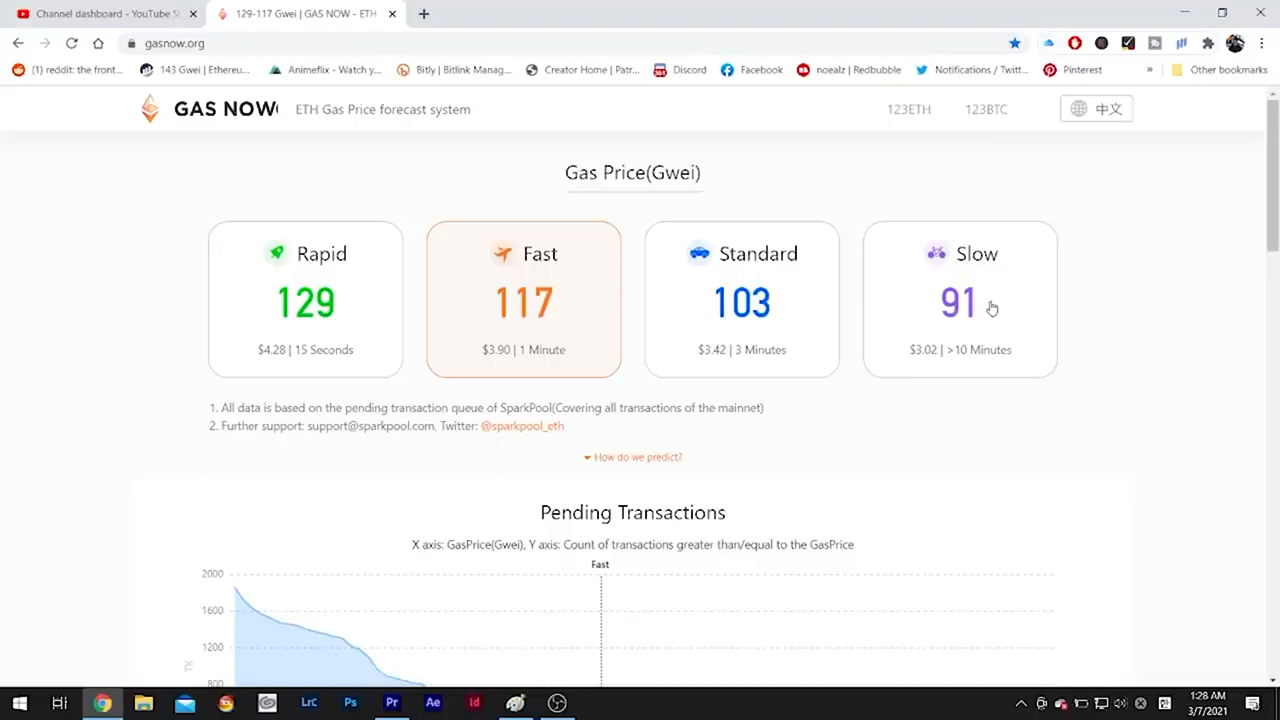 Channel dashboard - YouTube S
129-117 Gwei | GAS NOW - ETH
gasnow.org
(1) reddit: the front...
143 Gwei | Ethereu...
Animeflix - Watch y...
Bitly | Bitlink Manag...
Creator Home | Patr...
Discord
Facebook
noealz | Redbubble
Notifications / Twitt...
Pinterest
»
Other bookmarks
GAS NOW
ETH Gas Price forecast system
123ETH
123BTC
中文
Gas Price(Gwei)
Rapid
129
$4.28 | 15 Seconds
Fast
117
$3.90 | 1 Minute
Standard
103
$3.42 | 3 Minutes
Slow
91
$3.02 | >10 Minutes
1. All data is based on the pending transaction queue of SparkPool(Covering all transactions of the mainnet)
2. Further support: support@sparkpool.com, Twitter: @sparkpool_eth
How do we predict?
Pending Transactions
X axis: GasPrice(Gwei), Y axis: Count of transactions greater than/equal to the GasPrice
Fast
2000
1600
1200
800
LrC
Ps
Pr
Ae
Id
1:28 AM
3/7/2021